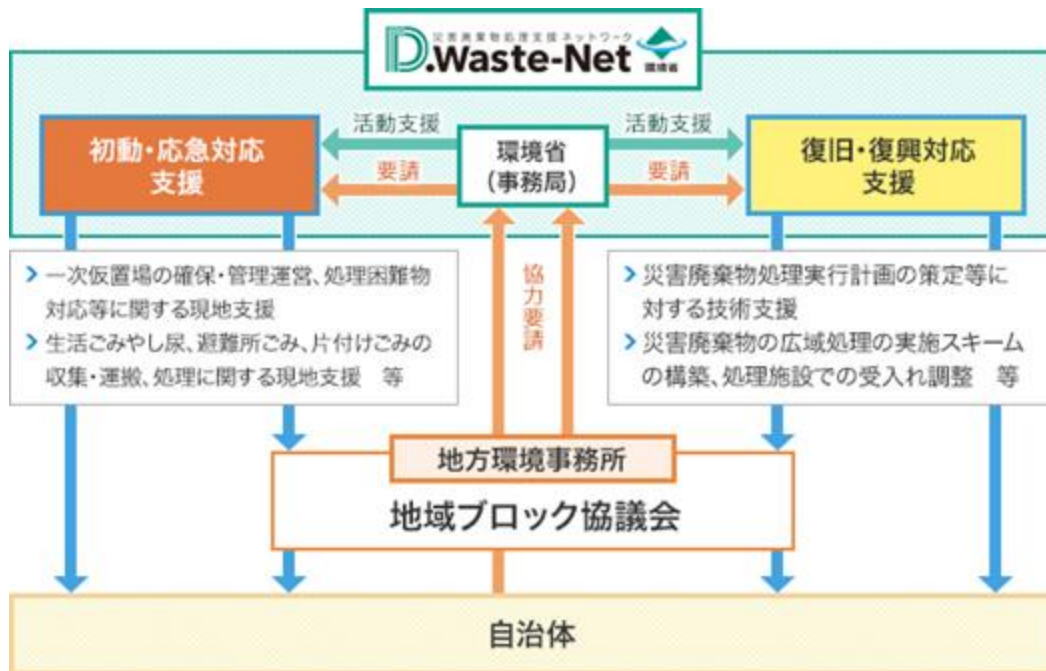 災害廃棄物処理支援ネットワーク
D.Waste-Net
環境省
初動・応急対応
支援
活動支援
要請
環境省
(事務局)
活動支援
要請
復旧・復興対応
支援
一次仮置場の確保・管理運営、処理困難物
対応等に関する現地支援
生活ごみやし尿、避難所ごみ、片付けごみの
収集・運搬、処理に関する現地支援 等
協力要請
災害廃棄物処理実行計画の策定等に
対する技術支援
災害廃棄物の広域処理の実施スキーム
の構築、処理施設での受入れ調整 等
地方環境事務所
地域ブロック協議会
自治体